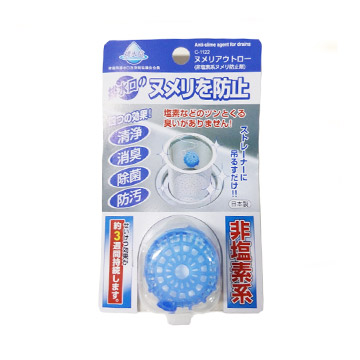 Anti-slime agent for drains
C-1122
ヌメリアウトロー
(非塩素系ヌメリ防止剤)
排水口の ヌメリを防止
4つの効果!
清浄
消臭
除菌
防汚
塩素などのツンとくる
臭いがありません!
ストレーナーに
吊るすだけ!!
日本製
非塩素系
約3週間持続します。